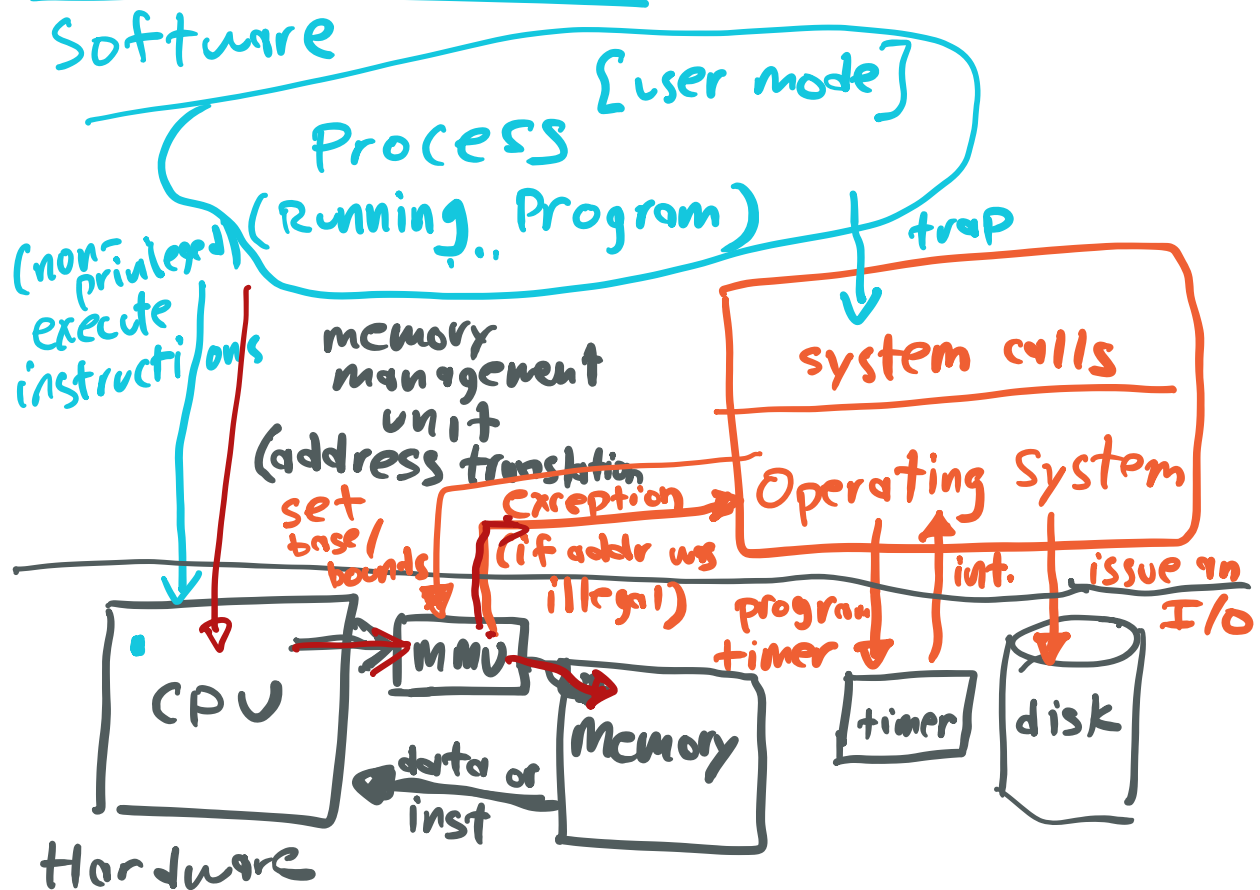 Software
[user mode]
Process
(Running Program)
trap
(non-
privileged)
execute
instructions
memory
management
unit
(address translation
system calls
Operating System
set
base/
bounds
exception
(if addr was
illegal)
program
timer
int.
issue an
I/O
CPU
MMU
Memory
timer
disk
data or
inst
Hardware